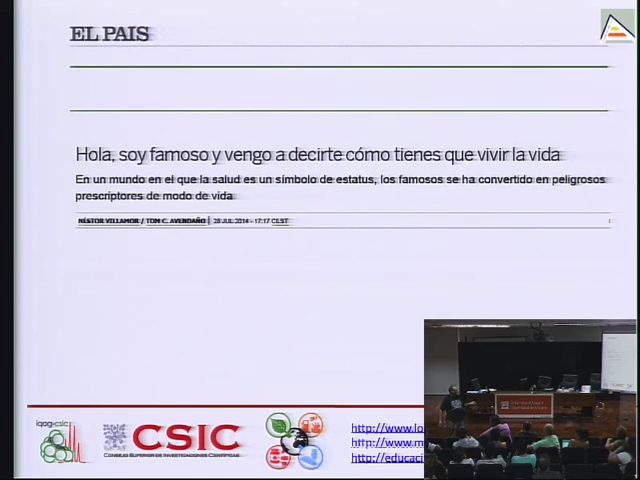 EL PAIS
Hola, soy famoso y vengo a decirte cómo tienes que vivir la vida
En un mundo en el que la salud es un símbolo de estatus, los famosos se ha convertido en peligrosos
prescriptores de modo de vida
NÉSTOR VILLAMOR / TOM C. AVENDAÑO | 28 JUL 2014 - 17:17 CEST
iqog-csic
CSIC
CONSEJO SUPERIOR DE INVESTIGACIONES CIENTÍFICAS
http://www.lo
http://www.m
http://educaci